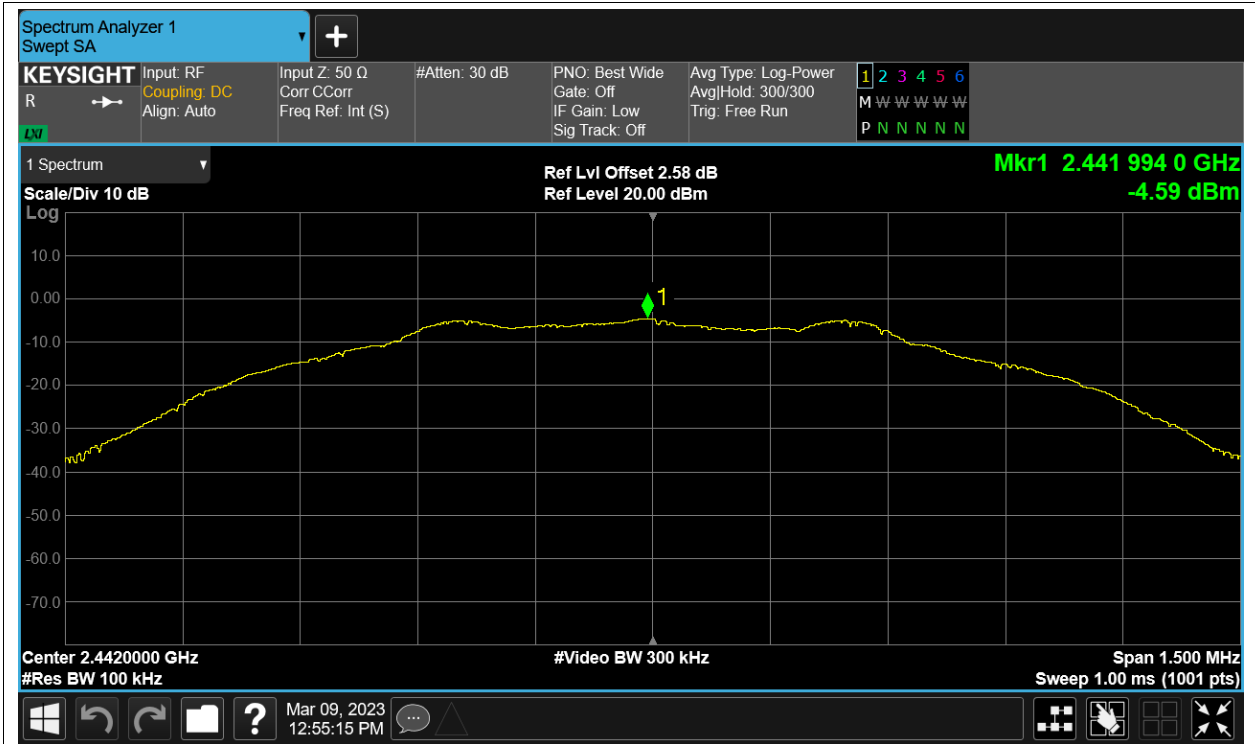 Spectrum Analyzer 1
Swept SA
KEYSIGHT
R
LXI
Input: RF
Coupling: DC
Align: Auto
Input Z: 50 Ω
Corr CCorr
Freq Ref: Int (S)
#Atten: 30 dB
PNO: Best Wide
Gate: Off
IF Gain: Low
Sig Track: Off
Avg Type: Log-Power
Avg|Hold: 300/300
Trig: Free Run
1 2 3 4 5 6
M W W W W W
P N N N N N
1 Spectrum
Scale/Div 10 dB
Log
Ref Lvl Offset 2.58 dB
Ref Level 20.00 dBm
Mkr1 2.441 994 0 GHz
-4.59 dBm
10.0
0.00
1
-10.0
-20.0
-30.0
-40.0
-50.0
-60.0
-70.0
Center 2.4420000 GHz
#Res BW 100 kHz
#Video BW 300 kHz
Span 1.500 MHz
Sweep 1.00 ms (1001 pts)
?
Mar 09, 2023
12:55:15 PM